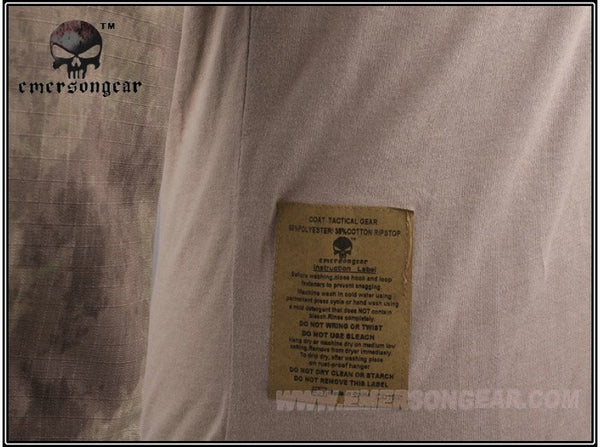 ™
emersongear
COAT TACTICAL GEAR
65%POLYESTER/ 35%COTTON RIPSTOP
emersongear
Instruction Label
Before washing,close hook and loop
fasteners to prevent snagging.
Machine wash in cold water using
permanent press cycle or hand wash using
a mild detergent that does NOT contain
bleach.Rinse completely.
DO NOT WRING OR TWIST
DO NOT USE BLEACH
Hang dry or machine dry on medium low
setting.Remove from dryer immediately
To drip dry, after washing place
on rust-proof hanger
DO NOT DRY CLEAN OR STARCH
DO NOT REMOVE THIS LABEL
WWW.EMERSONGEAR.COM